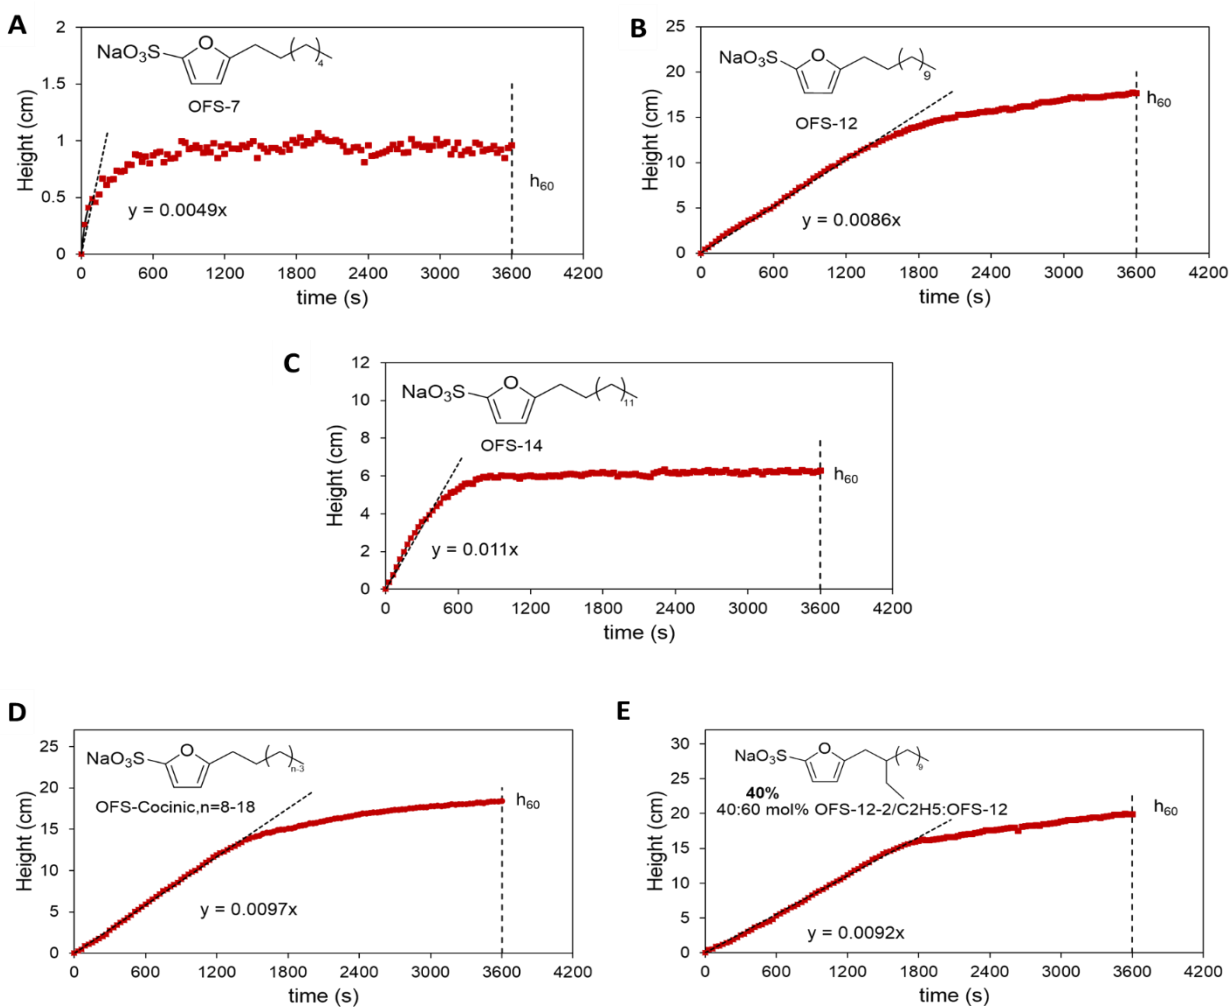 A
Height (cm)
2
1.5
1
0.5
0
NaO₃S
O
4
OFS-7
y = 0.0049x
h₆₀
0 600 1200 1800 2400 3000 3600 4200
time (s)
B
Height (cm)
25
20
15
10
5
0
NaO₃S
O
9
OFS-12
y = 0.0086x
h₆₀
0 600 1200 1800 2400 3000 3600 4200
time (s)
C
Height (cm)
12
10
8
6
4
2
0
NaO₃S
O
11
OFS-14
y = 0.011x
h₆₀
0 600 1200 1800 2400 3000 3600 4200
time (s)
D
Height (cm)
25
20
15
10
5
0
NaO₃S
O
n-3
OFS-Cocinic,n=8-18
y = 0.0097x
h₆₀
0 600 1200 1800 2400 3000 3600 4200
time (s)
E
Height (cm)
30
25
20
15
10
5
0
NaO₃S
O
9
40%
40:60 mol% OFS-12-2/C2H5:OFS-12
y = 0.0092x
h₆₀
0 600 1200 1800 2400 3000 3600 4200
time (s)